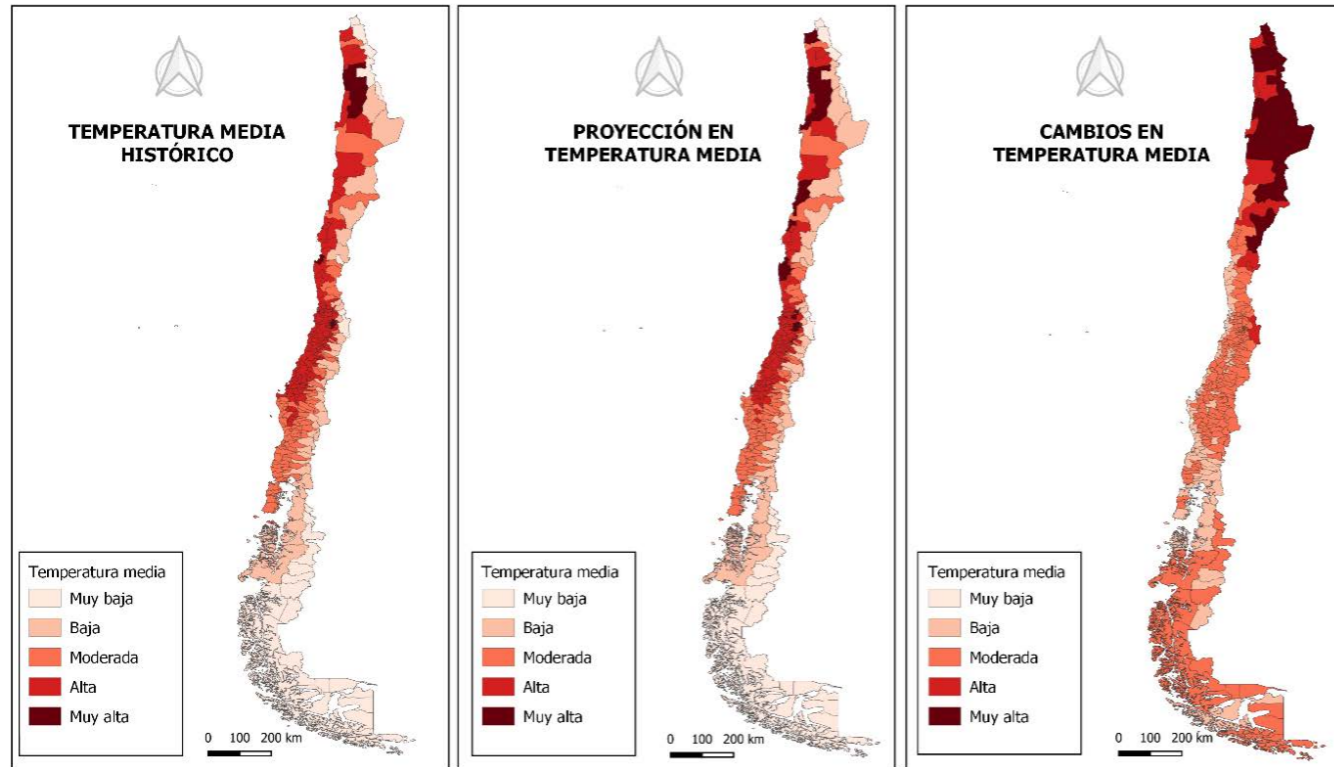 TEMPERATURA MEDIA
HISTÓRICO
Temperatura media
Muy baja
Baja
Moderada
Alta
Muy alta
0 100 200 km
PROYECCIÓN EN
TEMPERATURA MEDIA
Temperatura media
Muy baja
Baja
Moderada
Alta
Muy alta
0 100 200 km
CAMBIOS EN
TEMPERATURA MEDIA
Temperatura media
Muy baja
Baja
Moderada
Alta
Muy alta
0 100 200 km